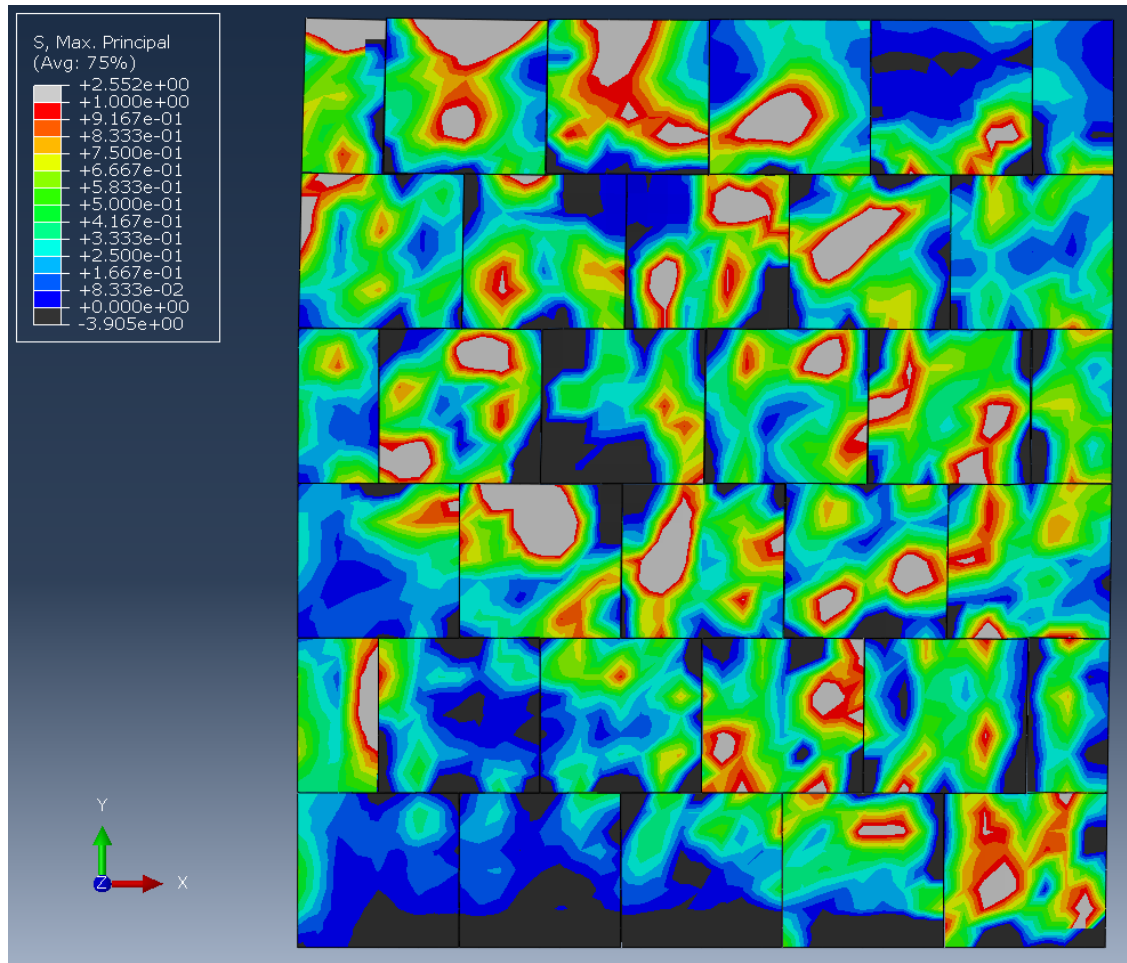 S, Max. Principal
(Avg: 75%)
+2.552e+00
+1.000e+00
+9.167e-01
+8.333e-01
+7.500e-01
+6.667e-01
+5.833e-01
+5.000e-01
+4.167e-01
+3.333e-01
+2.500e-01
+1.667e-01
+8.333e-02
+0.000e+00
-3.905e+00
Y
Z
X